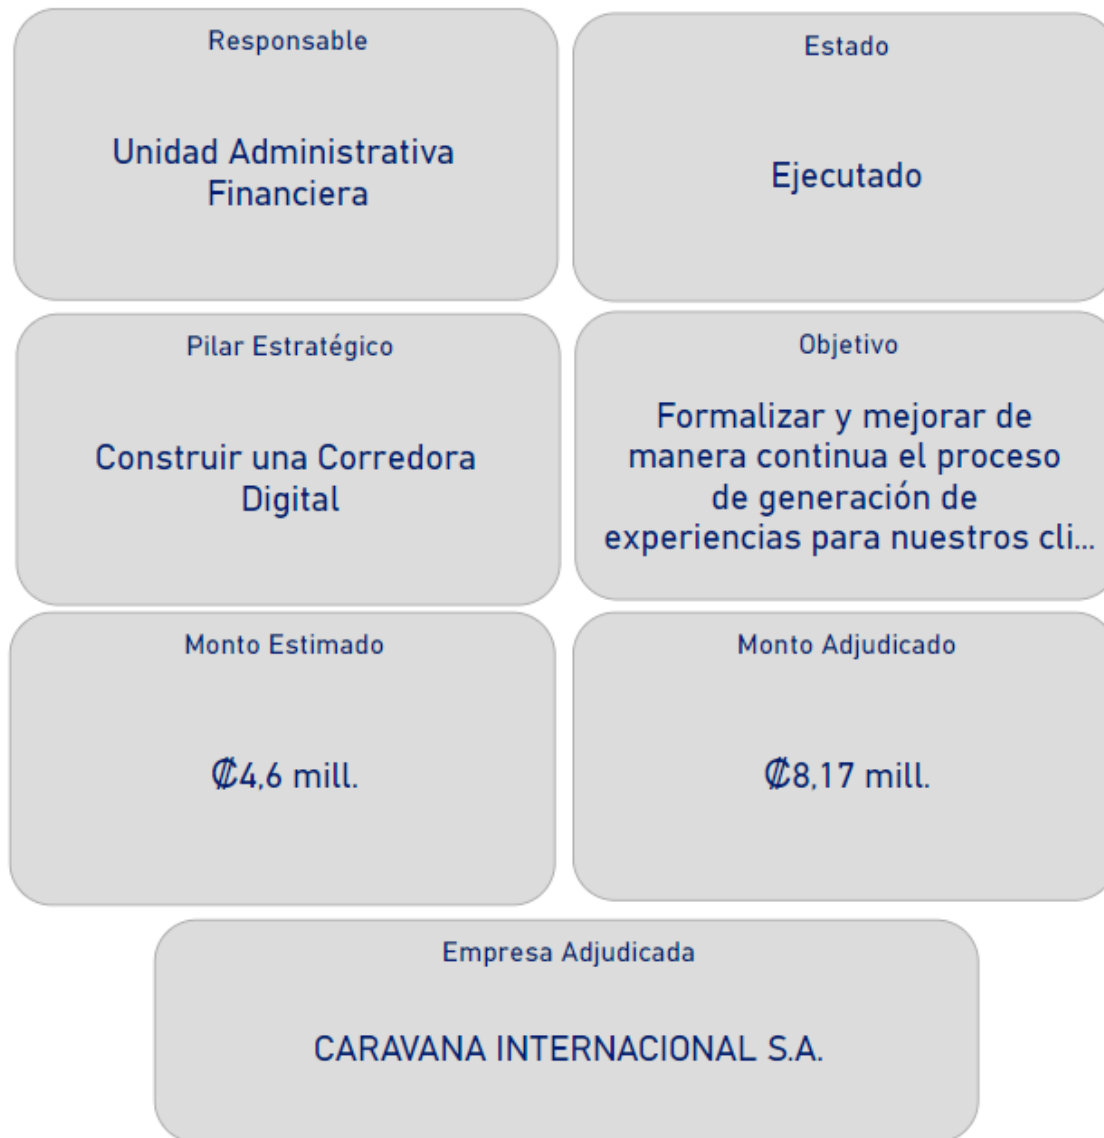 Responsable
Unidad Administrativa
Financiera
Estado
Ejecutado
Pilar Estratégico
Construir una Corredora
Digital
Objetivo
Formalizar y mejorar de
manera continua el proceso
de generación de
experiencias para nuestros cli...
Monto Estimado
₡4,6 mill.
Monto Adjudicado
₡8,17 mill.
Empresa Adjudicada
CARAVANA INTERNACIONAL S.A.